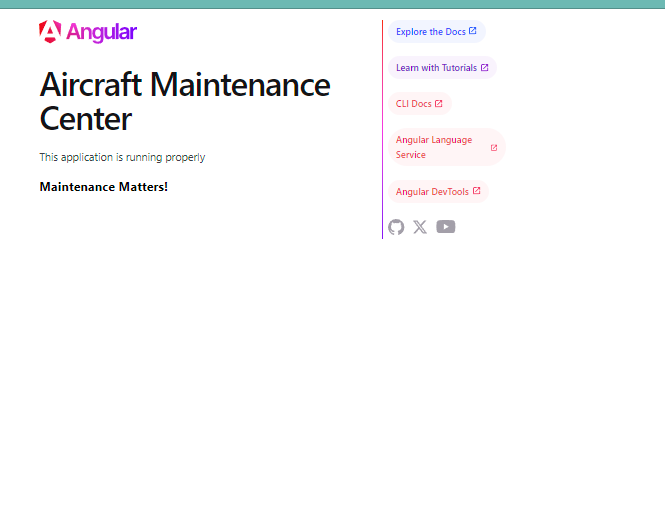 Angular
Aircraft Maintenance
Center
This application is running properly
Maintenance Matters!
Explore the Docs
Learn with Tutorials
CLI Docs
Angular Language
Service
Angular DevTools